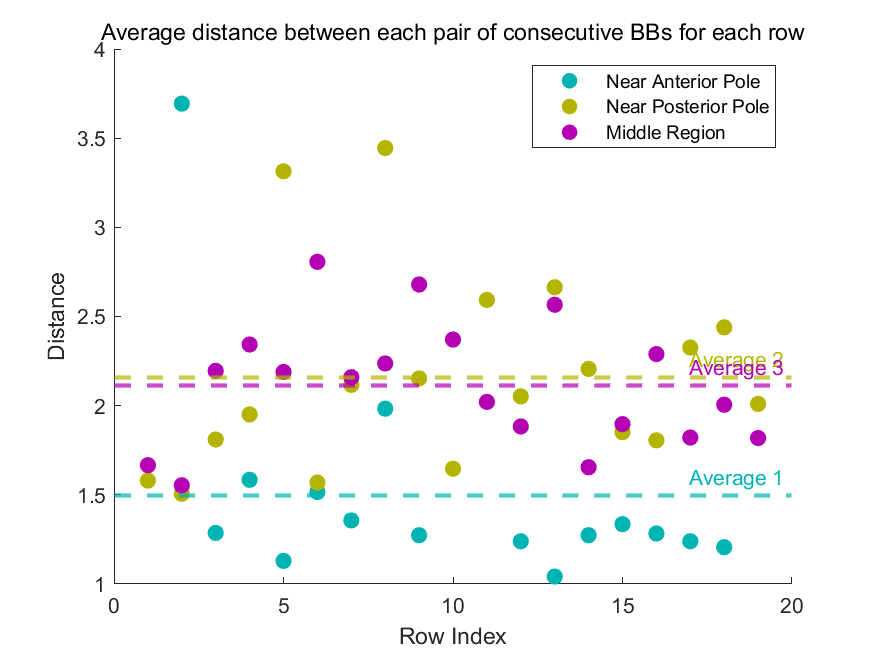 Average distance between each pair of consecutive BBs for each row
4
3.5
3
2.5
2
1.5
1
Distance
Near Anterior Pole
Near Posterior Pole
Middle Region
Average 2
Average 3
Average 1
0 5 10 15 20
Row Index